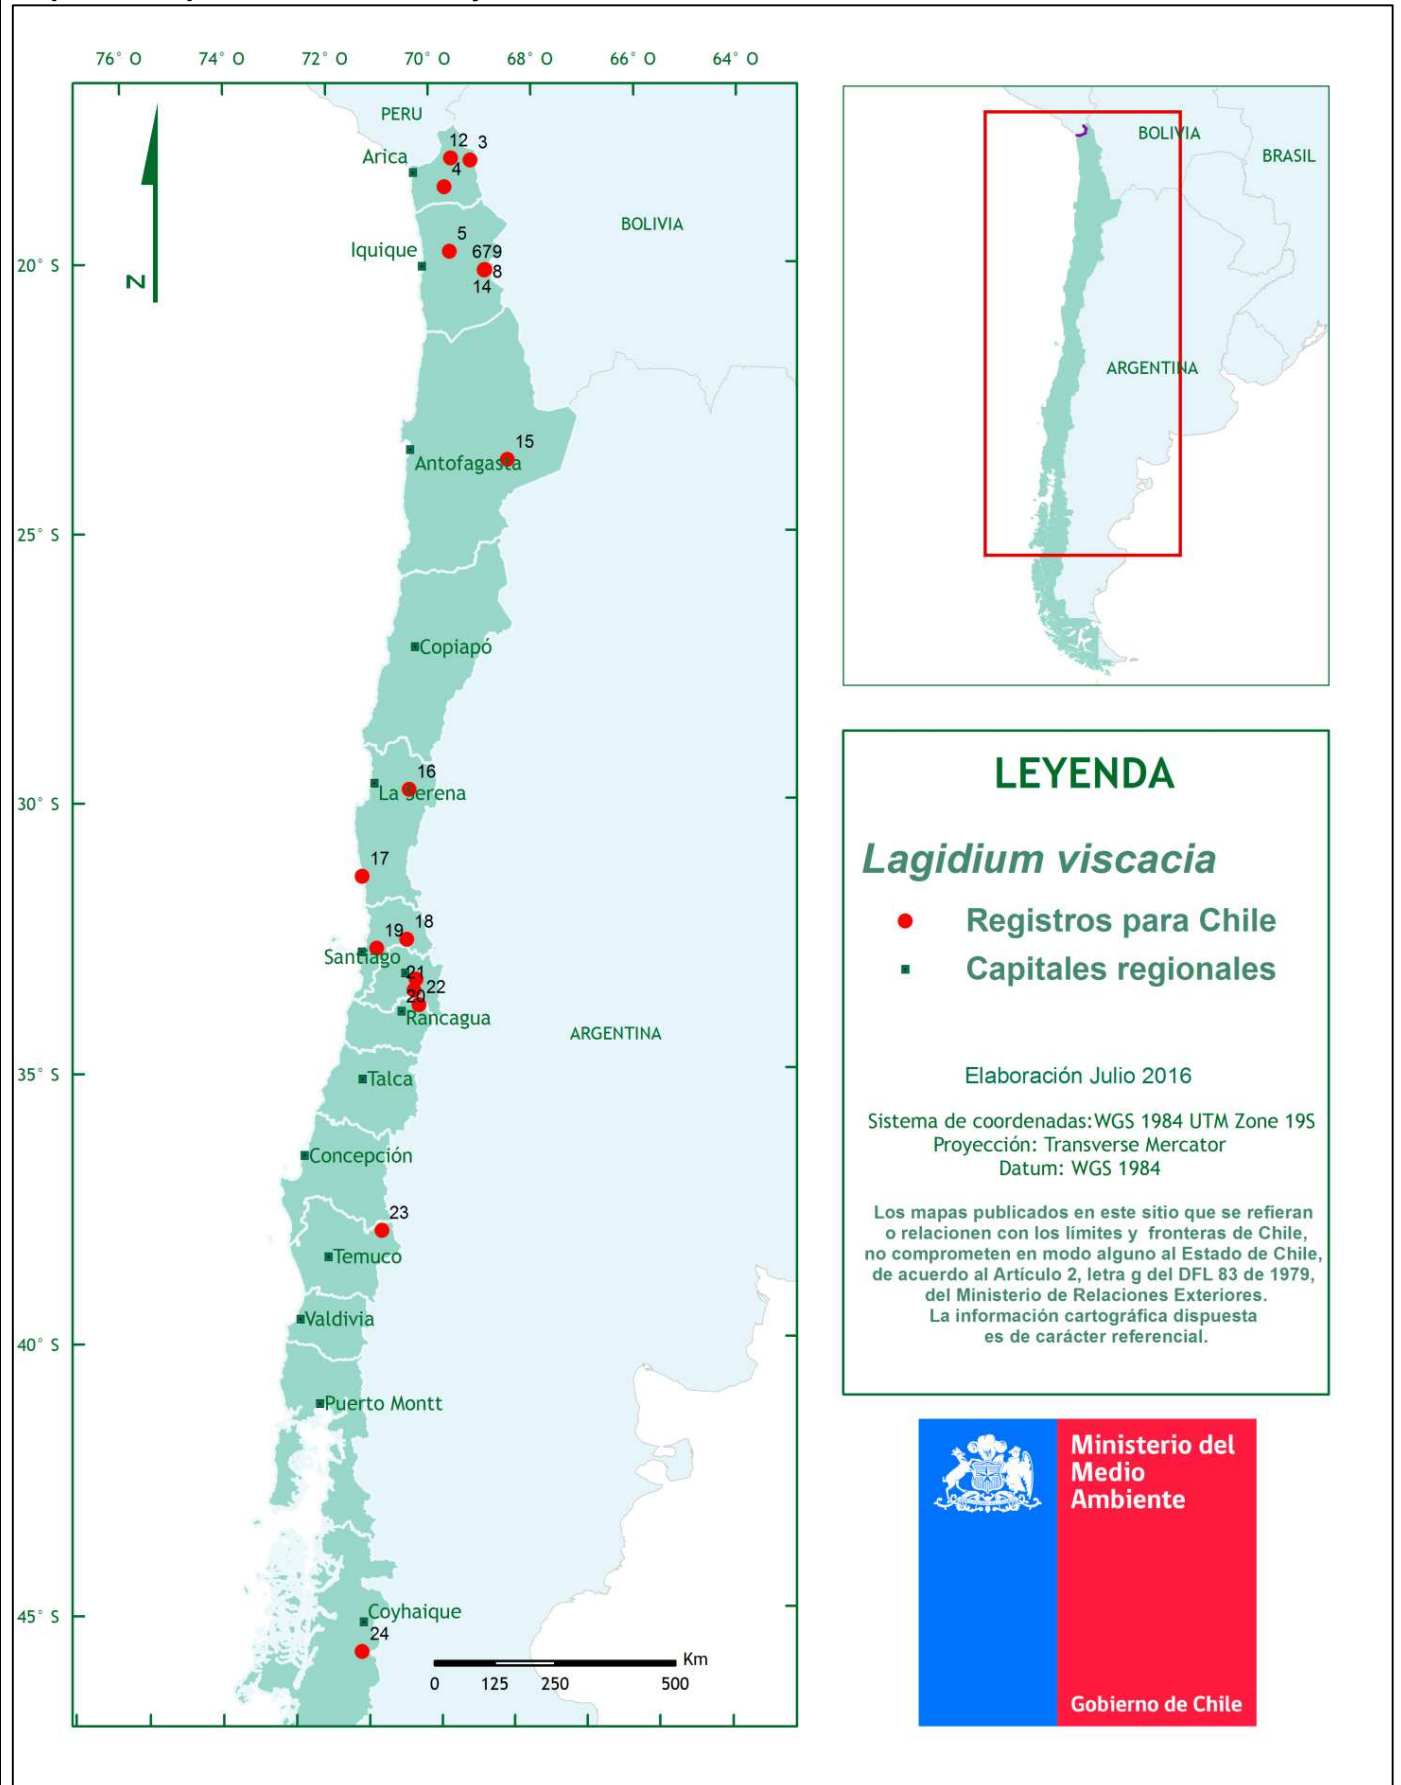 76° O 74° O 72° O 70° O 68° O 66° O 64° O
PERU
12 3
Arica
4
BOLIVIA
5
Iquique
679
8
14
20° S
N
15
Antofagasta
25° S
Copiapó
16
La Serena
30° S
17
18
19
Santiago
21
22
20
Rancagua
ARGENTINA
35° S
Talca
Concepción
23
Temuco
Valdivia
40° S
Puerto Montt
45° S
Coyhaique
24
Km
0 125 250 500
BOLIVIA
BRASIL
ARGENTINA
LEYENDA
Lagidium viscacia
Registros para Chile
Capitales regionales
Elaboración Julio 2016
Sistema de coordenadas:WGS 1984 UTM Zone 19S
Proyección: Transverse Mercator
Datum: WGS 1984
Los mapas publicados en este sitio que se refieran
o relacionen con los límites y fronteras de Chile,
no comprometen en modo alguno al Estado de Chile,
de acuerdo al Artículo 2, letra g del DFL 83 de 1979,
del Ministerio de Relaciones Exteriores.
La información cartográfica dispuesta
es de carácter referencial.
Ministerio del
Medio
Ambiente
Gobierno de Chile